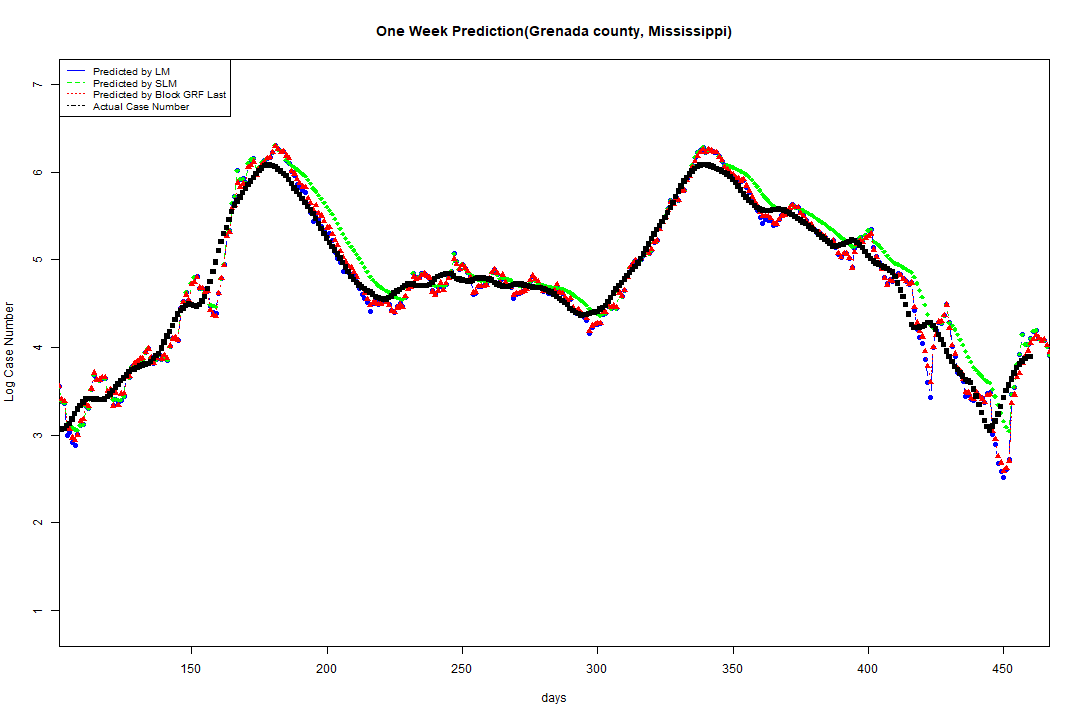 One Week Prediction(Grenada county, Mississippi)
Predicted by LM
Predicted by SLM
Predicted by Block GRF Last
Actual Case Number
7
6
5
4
3
2
1
Log Case Number
150 200 250 300 350 400 450
days